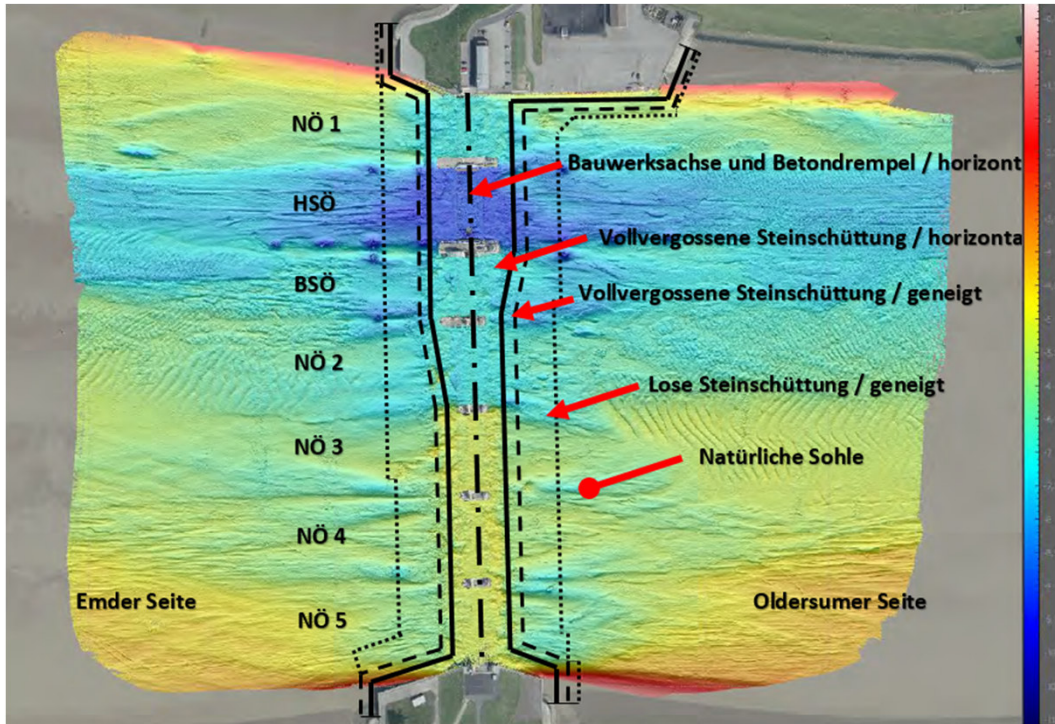 NÖ 1
Bauwerksachse und Betondrempel / horizont
HSÖ
Vollvergossene Steinschüttung / horizonta
BSÖ
Vollvergossene Steinschüttung / geneigt
NÖ 2
Lose Steinschüttung / geneigt
NÖ 3
Natürliche Sohle
NÖ 4
Emder Seite
Oldersumer Seite
NÖ 5